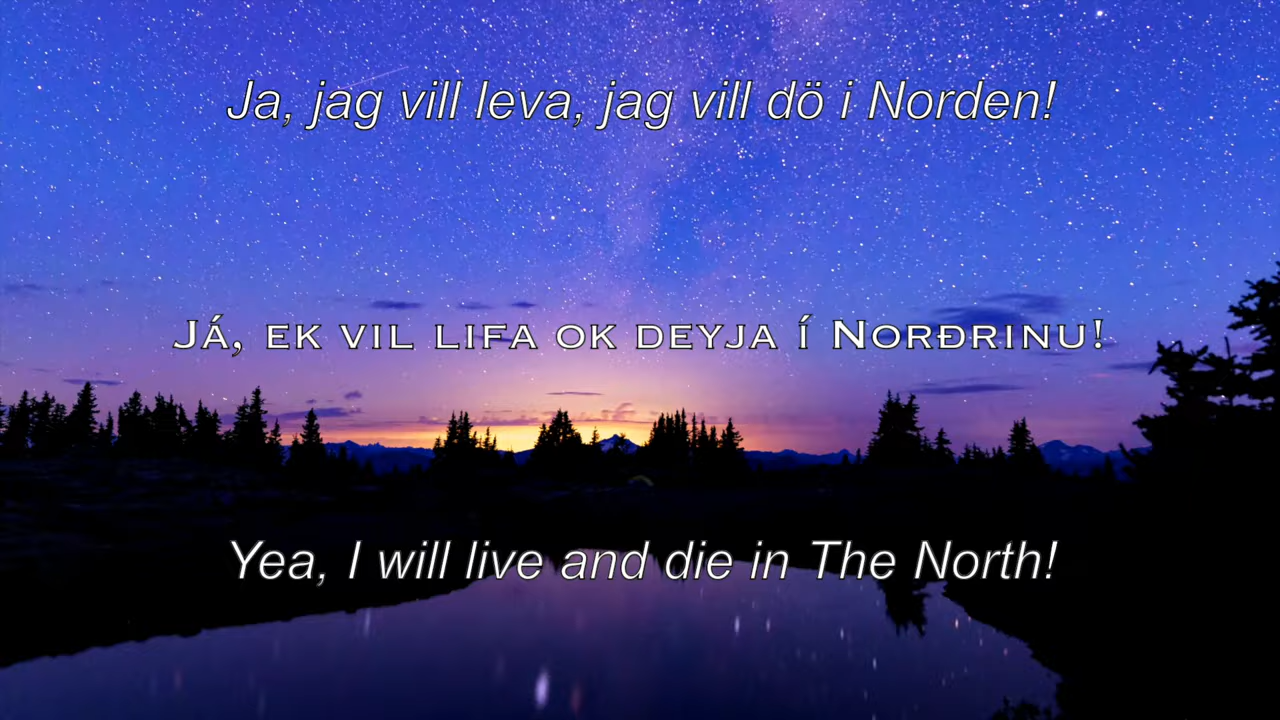 Ja, jag vill leva, jag vill dö i Norden!
Já, ek vil lifa ok deyja í Norðrinu!
Yea, I will live and die in The North!